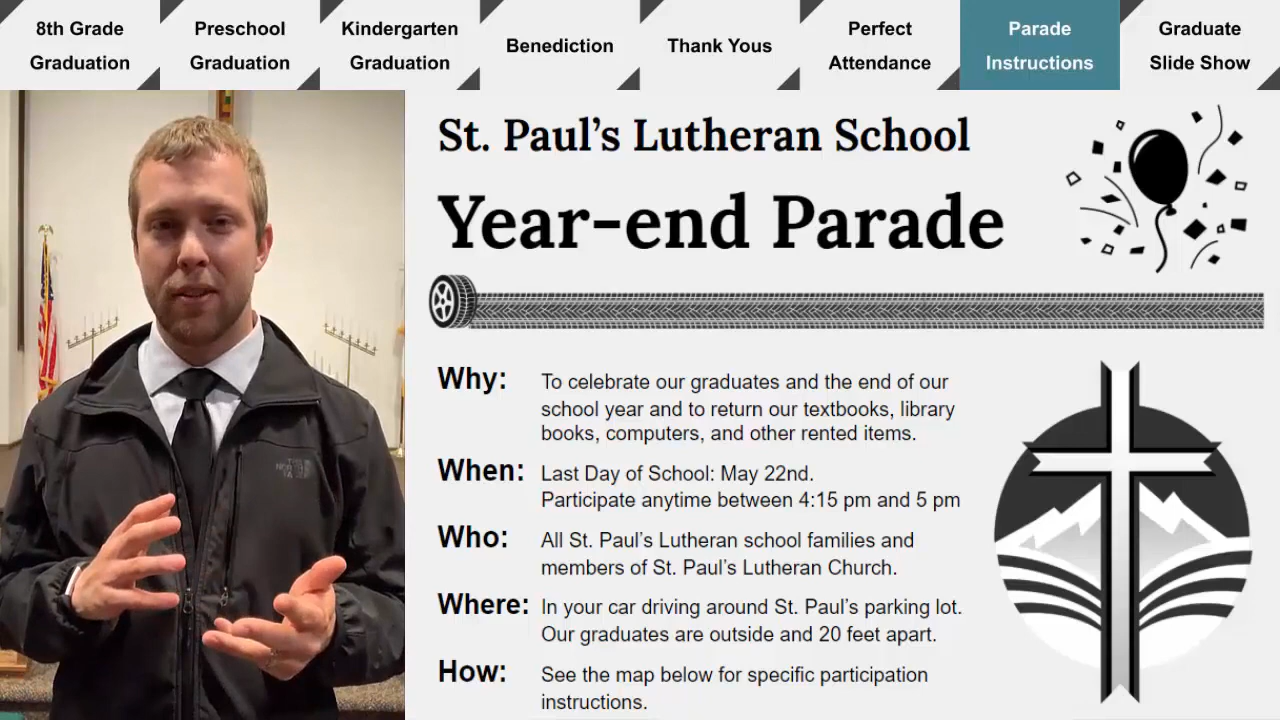 8th Grade
Graduation
Preschool
Graduation
Kindergarten
Graduation
Benediction
Thank Yous
Perfect
Attendance
Parade
Instructions
Graduate
Slide Show
St. Paul’s Lutheran School
Year-end Parade
Why: To celebrate our graduates and the end of our
school year and to return our textbooks, library
books, computers, and other rented items.
When: Last Day of School: May 22nd.
Participate anytime between 4:15 pm and 5 pm
Who: All St. Paul’s Lutheran school families and
members of St. Paul’s Lutheran Church.
Where: In your car driving around St. Paul’s parking lot.
Our graduates are outside and 20 feet apart.
How: See the map below for specific participation
instructions.
THE
NORTH
FACE